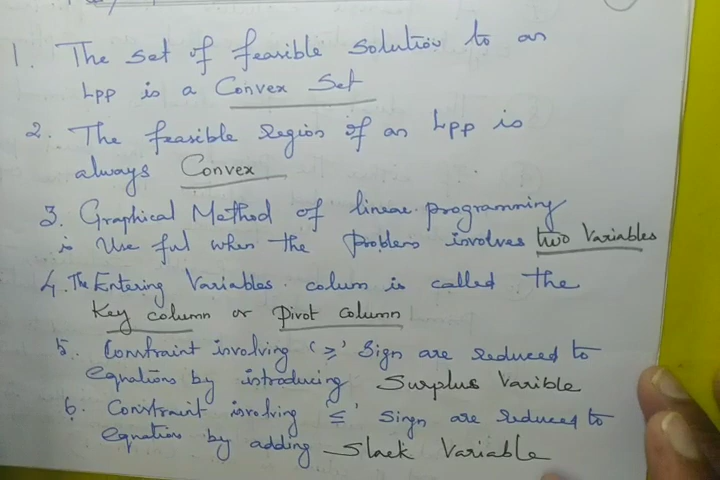 1. The set of feasible solution to an
Lpp is a Convex Set
2. The feasible region of an Lpp is
always Convex
3. Graphical Method of linear programming
is Use ful when the Problem involves two Variables
4. The Entering Variables. colum is called the
Key column or Pivot column
5. Constraint involving '≥' Sign are reduced to
equations by introducing Surplus Varible
6. Constraint involving ≤' sign are reduced to
equation by adding Slack Variable